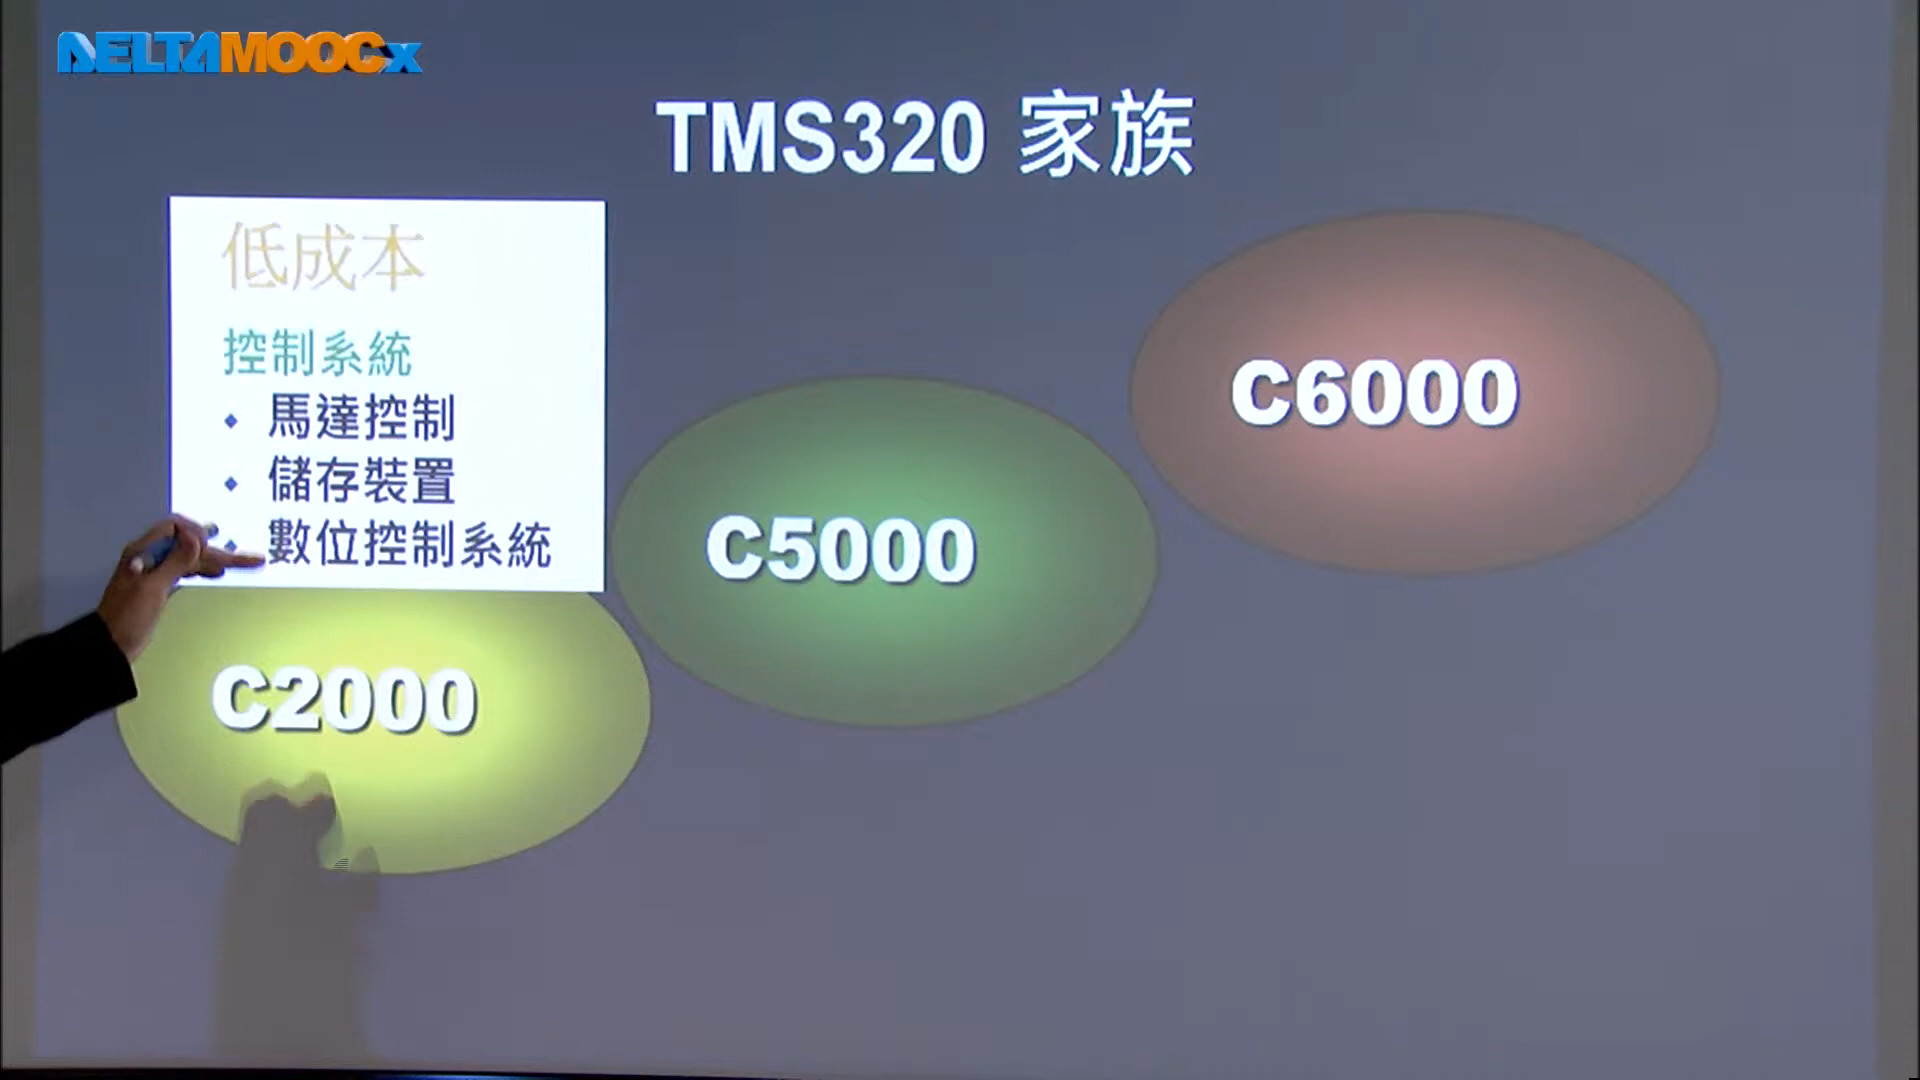 DELTAMOOCx
TMS320 家族
低成本
控制系統
• 馬達控制
• 儲存裝置
• 數位控制系統
C2000
C5000
C6000